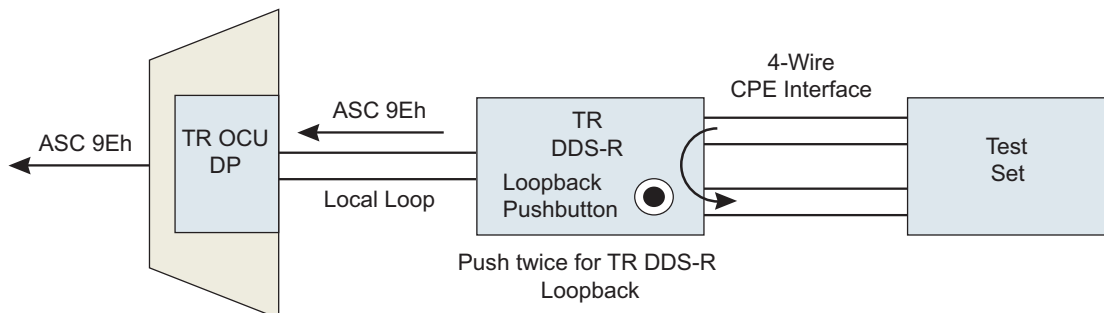 ASC 9Eh
TR OCU
DP
ASC 9Eh
Local Loop
TR
DDS-R
Loopback
Pushbutton
Push twice for TR DDS-R
Loopback
4-Wire
CPE Interface
Test
Set